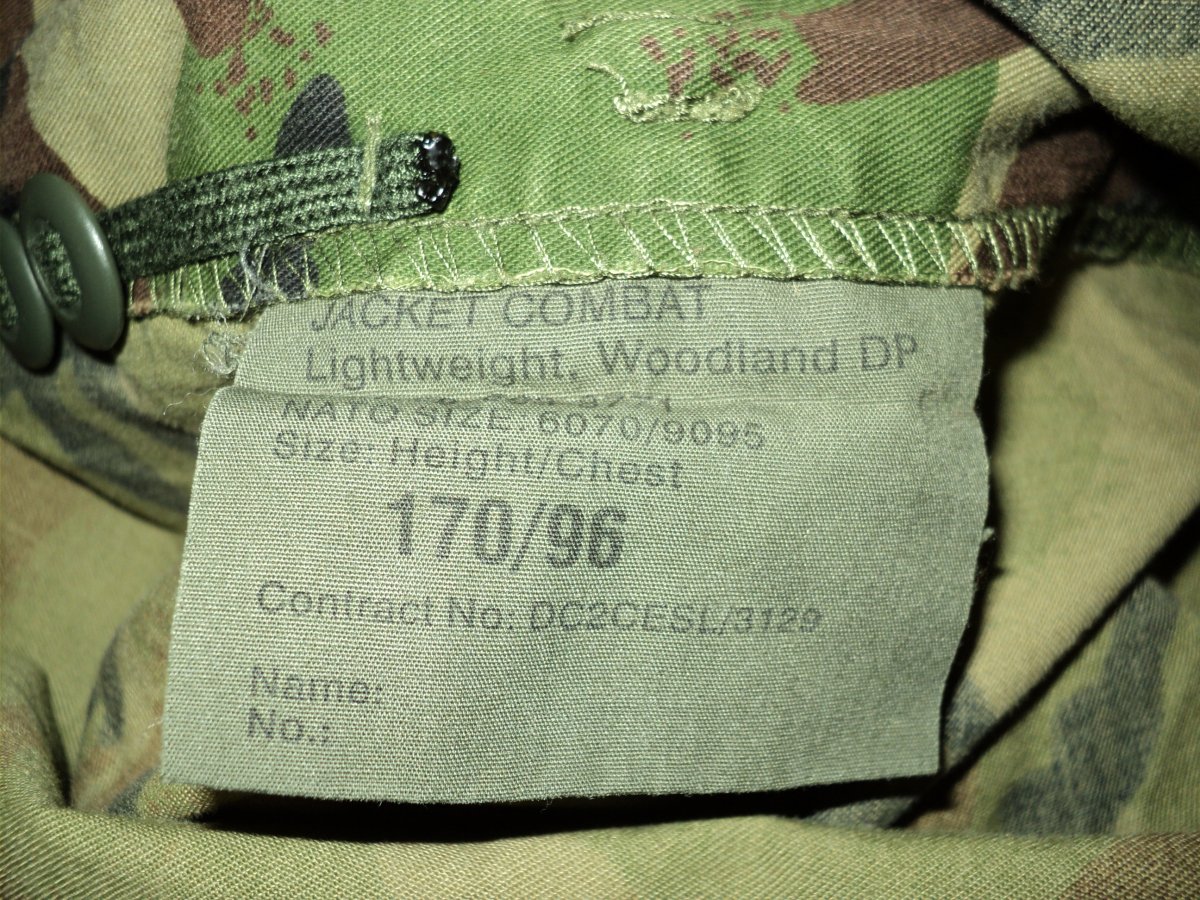 JACKET COMBAT
Lightweight, Woodland DP
NATO SIZE: 6070/9095
Size: Height/Chest
170/96
Contract No: DC2CESL/3129
Name:
No.: